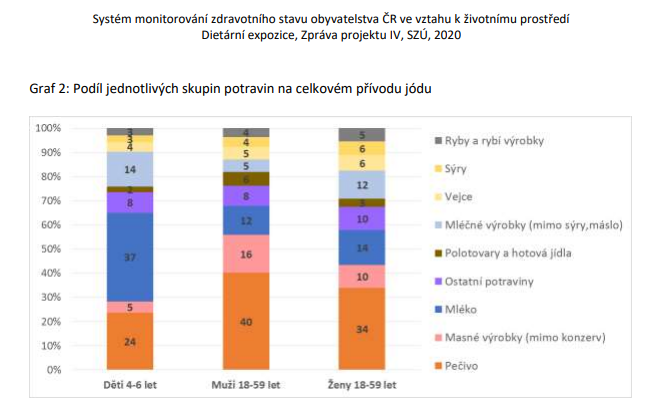 Systém monitorování zdravotního stavu obyvatelstva ČR ve vztahu k životnímu prostředí
Dietární expozice, Zpráva projektu IV, SZÚ, 2020
Graf 2: Podíl jednotlivých skupin potravin na celkovém přívodu jódu
100%
90%
80%
70%
60%
50%
40%
30%
20%
10%
0%
3
3
4
14
2
8
37
5
24
4
4
5
5
6
8
12
16
40
5
6
6
12
3
10
14
10
34
Děti 4-6 let
Muži 18-59 let
Ženy 18-59 let
Ryby a rybí výrobky
Sýry
Vejce
Mléčné výrobky (mimo sýry,máslo)
Polotovary a hotová jídla
Ostatní potraviny
Mléko
Masné výrobky (mimo konzerv)
Pečivo